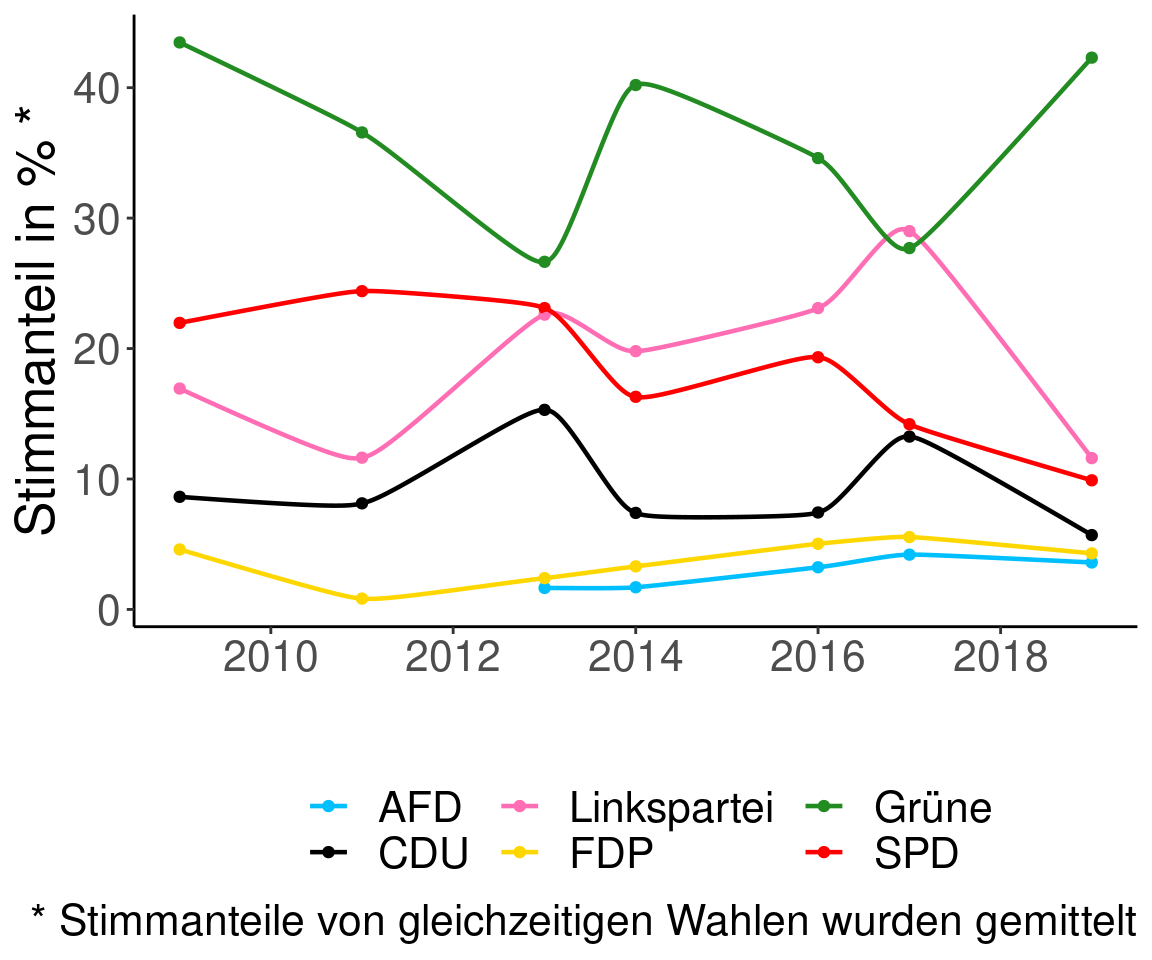 Stimmanteil in % *
40
30
20
10
0
2010 2012 2014 2016 2018
AFD Linkspartei Grüne
CDU FDP SPD
* Stimmanteile von gleichzeitigen Wahlen wurden gemittelt